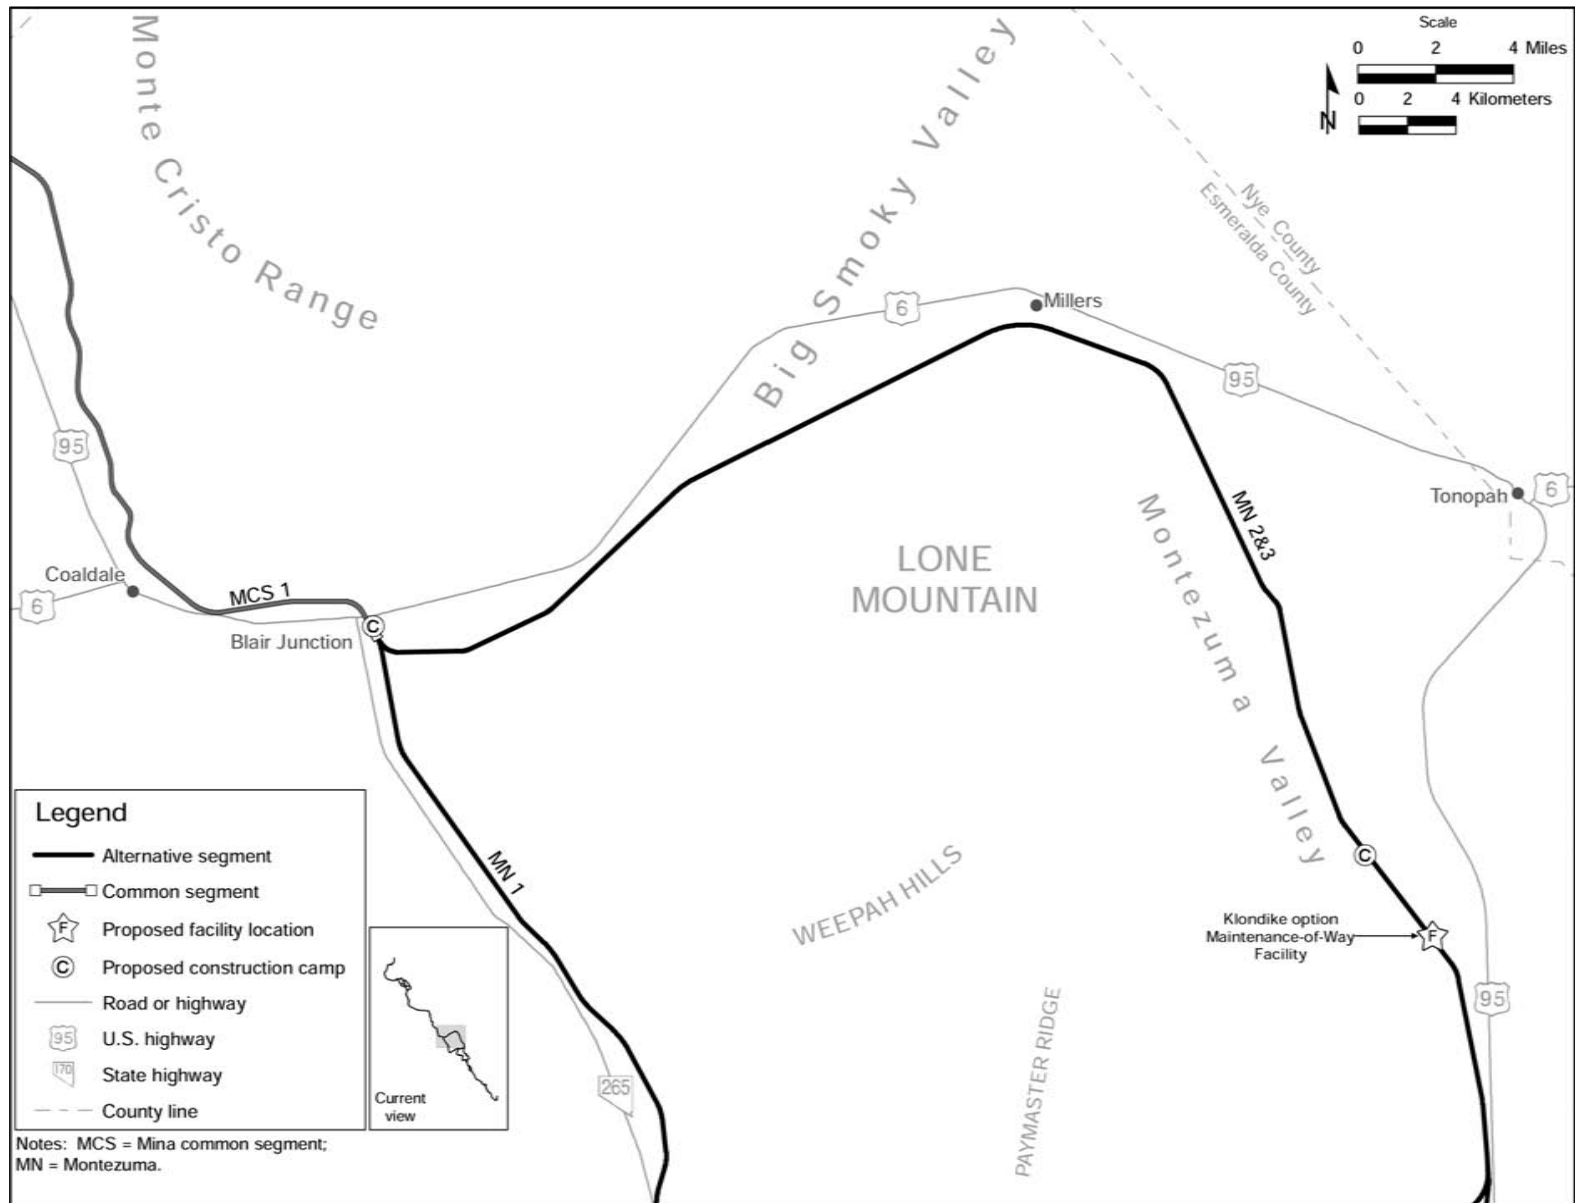 Scale
0 2 4 Miles
0 2 4 Kilometers
N
Monte Cristo Range
Big Smoky Valley
Nye County
Esmeralda County
6
Millers
95
95
Tonopah
6
MN 2&3
LONE
MOUNTAIN
Montezuma Valley
Coaldale
6
MCS 1
C
Blair Junction
MN 1
C
WEEPAH HILLS
Klondike option
Maintenance-of-Way
Facility
F
95
PAYMASTER RIDGE
265
Legend
Alternative segment
Common segment
F Proposed facility location
C Proposed construction camp
Road or highway
95 U.S. highway
170 State highway
County line
Current
view
Notes: MCS = Mina common segment;
MN = Montezuma.